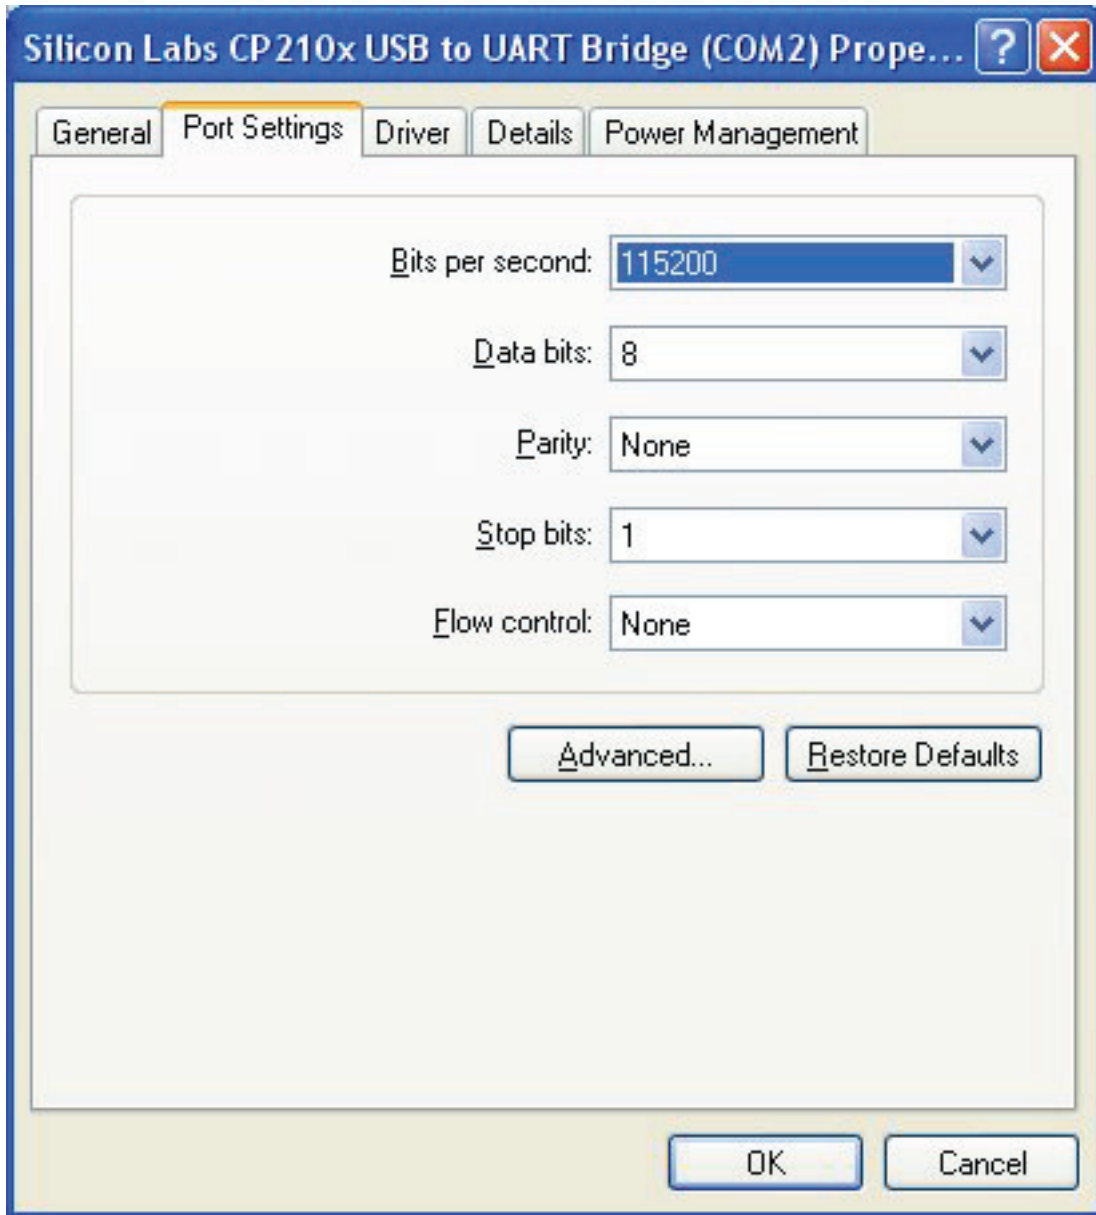 Silicon Labs CP210x USB to UART Bridge (COM2) Prope...
General Port Settings Driver Details Power Management
Bits per second: 115200
Data bits: 8
Parity: None
Stop bits: 1
Flow control: None
Advanced... Restore Defaults
OK Cancel